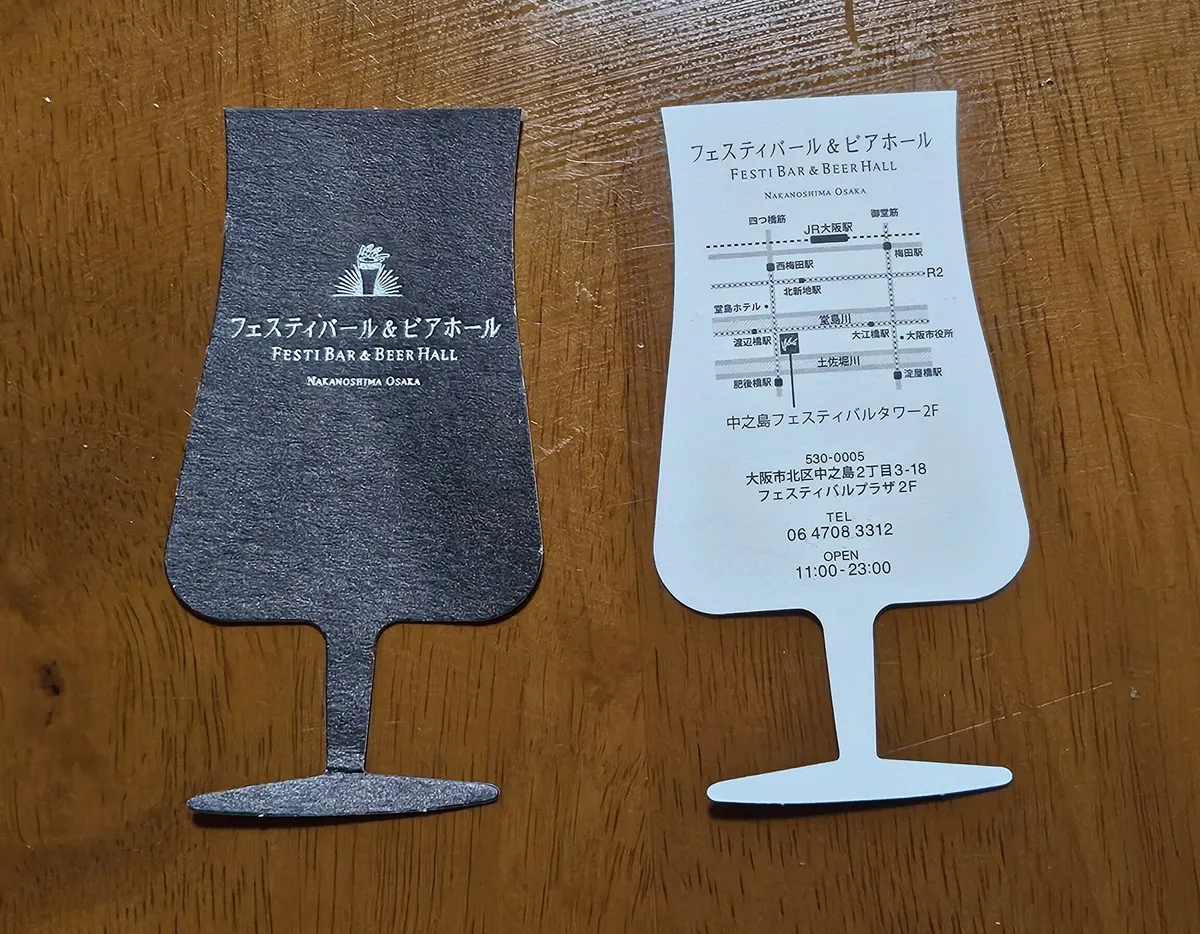 フェスティバール&ビアホール
FESTI BAR & BEER HALL
NAKANOSHIMA OSAKA
フェスティバール&ビアホール
FESTI BAR & BEER HALL
NAKANOSHIMA OSAKA
四つ橋筋
御堂筋
JR大阪駅
梅田駅
西梅田駅
R2
北新地駅
堂島ホテル
堂島川
渡辺橋駅
大江橋駅
大阪市役所
土佐堀川
肥後橋駅
淀屋橋駅
中之島フェスティバルタワー2F
530-0005
大阪市北区中之島2丁目3-18
フェスティバルプラザ2F
TEL
06 4708 3312
OPEN
11:00-23:00